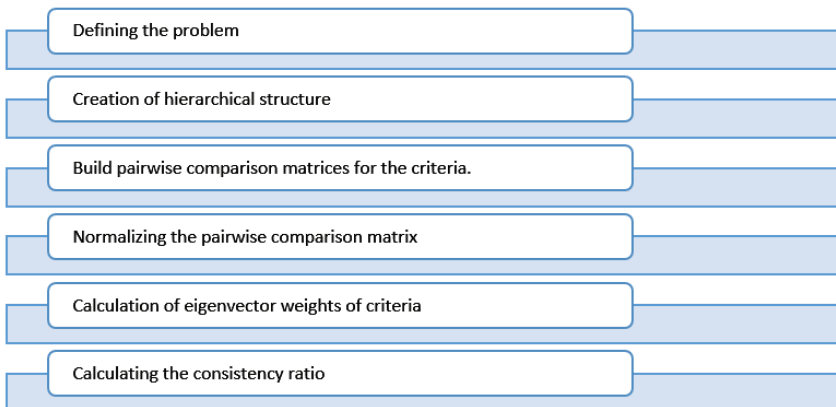 Defining the problem
Creation of hierarchical structure
Build pairwise comparison matrices for the criteria.
Normalizing the pairwise comparison matrix
Calculation of eigenvector weights of criteria
Calculating the consistency ratio